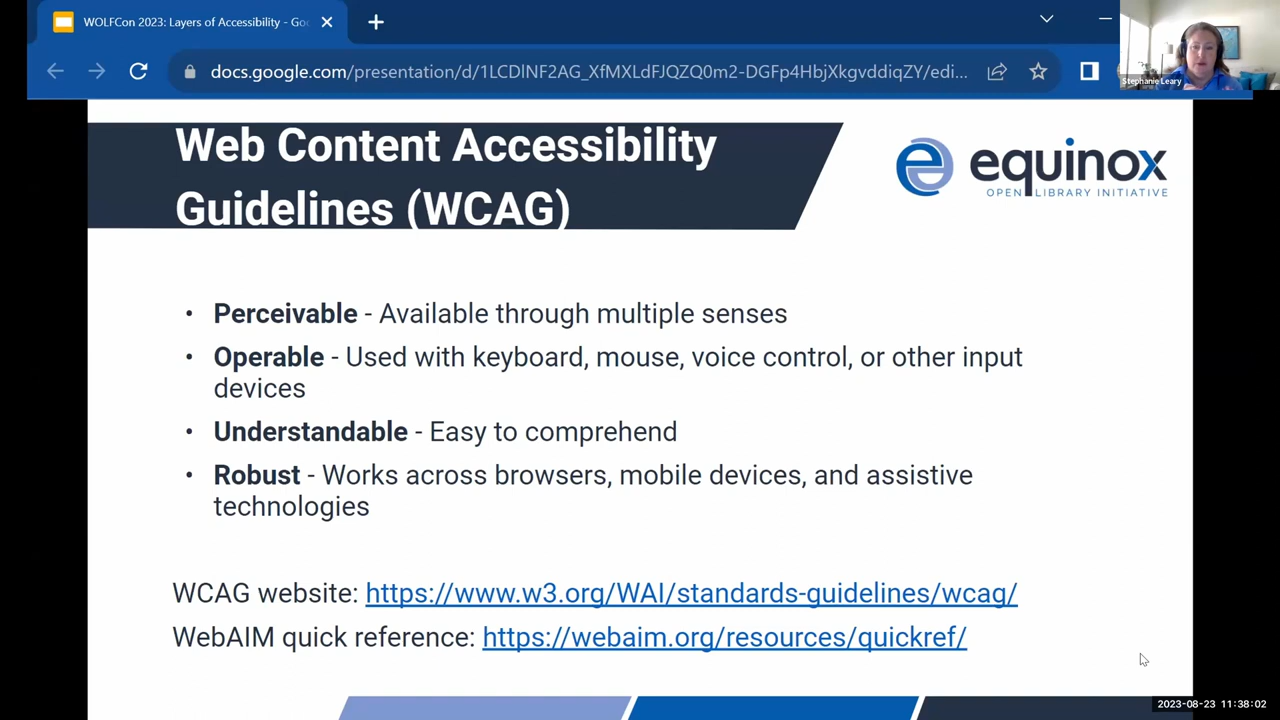 WOLFCon 2023: Layers of Accessibility - Goo
docs.google.com/presentation/d/1LCDlNF2AG_XfMXLdFJQZQ0m2-DGFp4HbjXkgvddiqZY/edi...
Stephanie Leary
Web Content Accessibility
Guidelines (WCAG)
equinox
OPEN LIBRARY INITIATIVE
• Perceivable - Available through multiple senses
• Operable - Used with keyboard, mouse, voice control, or other input
devices
• Understandable - Easy to comprehend
• Robust - Works across browsers, mobile devices, and assistive
technologies
WCAG website: https://www.w3.org/WAI/standards-guidelines/wcag/
WebAIM quick reference: https://webaim.org/resources/quickref/
2023-08-23 11:38:02